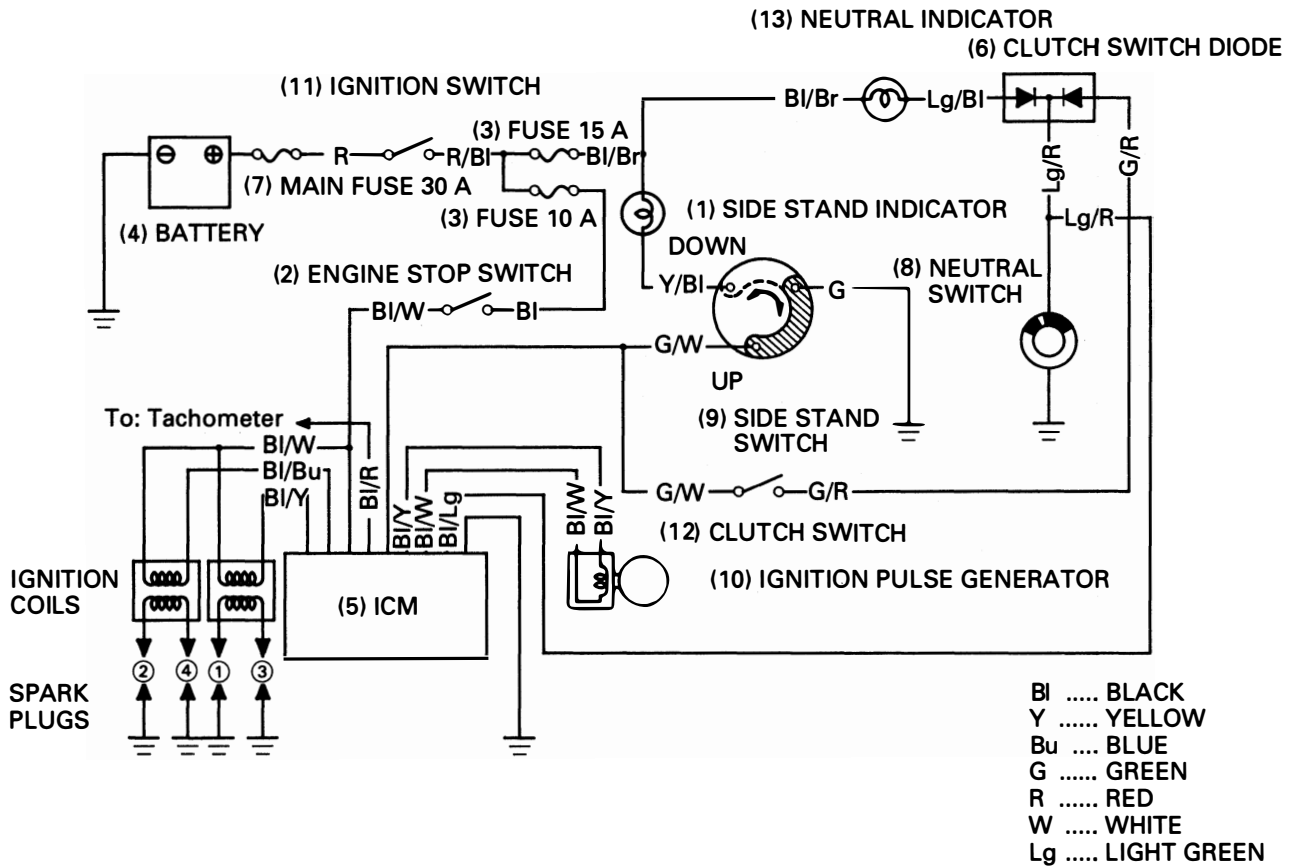 (13) NEUTRAL INDICATOR
(6) CLUTCH SWITCH DIODE
(11) IGNITION SWITCH
Bl/Br
Lg/Bl
(3) FUSE 15 A
R
R/Bl
Bl/Br
Lg/R
G/R
(7) MAIN FUSE 30 A
(3) FUSE 10 A
(1) SIDE STAND INDICATOR
Lg/R
(4) BATTERY
DOWN
(2) ENGINE STOP SWITCH
Y/Bl
G
(8) NEUTRAL
SWITCH
Bl/W
Bl
G/W
UP
To: Tachometer
(9) SIDE STAND
SWITCH
Bl/W
Bl/Bu
Bl/Y
Bl/R
Bl/Y
Bl/W
Bl/Lg
Bl/W
Bl/Y
G/W
G/R
(12) CLUTCH SWITCH
IGNITION
COILS
(5) ICM
(10) IGNITION PULSE GENERATOR
2
4
1
3
SPARK
PLUGS
Bl ..... BLACK
Y ...... YELLOW
Bu .... BLUE
G ...... GREEN
R ...... RED
W ..... WHITE
Lg ..... LIGHT GREEN